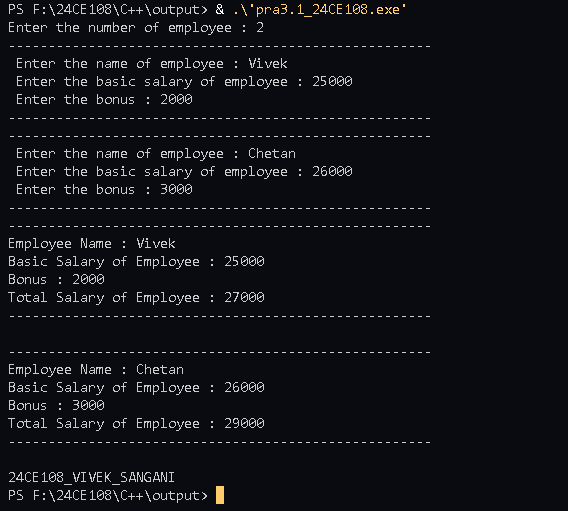 PS F:\24CE108\C++\output> & .\'pra3.1_24CE108.exe'
Enter the number of employee : 2
-----------------------------------------------------
 Enter the name of employee : Vivek
 Enter the basic salary of employee : 25000
 Enter the bonus : 2000
-----------------------------------------------------
-----------------------------------------------------
 Enter the name of employee : Chetan
 Enter the basic salary of employee : 26000
 Enter the bonus : 3000
-----------------------------------------------------
-----------------------------------------------------
Employee Name : Vivek
Basic Salary of Employee : 25000
Bonus : 2000
Total Salary of Employee : 27000
-----------------------------------------------------

-----------------------------------------------------
Employee Name : Chetan
Basic Salary of Employee : 26000
Bonus : 3000
Total Salary of Employee : 29000
-----------------------------------------------------

24CE108_VIVEK_SANGANI
PS F:\24CE108\C++\output>